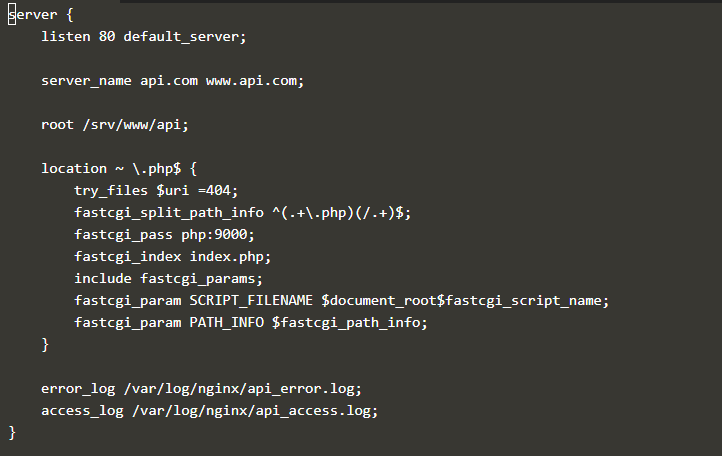 server {
    listen 80 default_server;
    server_name api.com www.api.com;
    root /srv/www/api;
    location ~ \.php$ {
        try_files $uri =404;
        fastcgi_split_path_info ^(.+\.php)(/.+)$;
        fastcgi_pass php:9000;
        fastcgi_index index.php;
        include fastcgi_params;
        fastcgi_param SCRIPT_FILENAME $document_root$fastcgi_script_name;
        fastcgi_param PATH_INFO $fastcgi_path_info;
    }
    error_log /var/log/nginx/api_error.log;
    access_log /var/log/nginx/api_access.log;
}